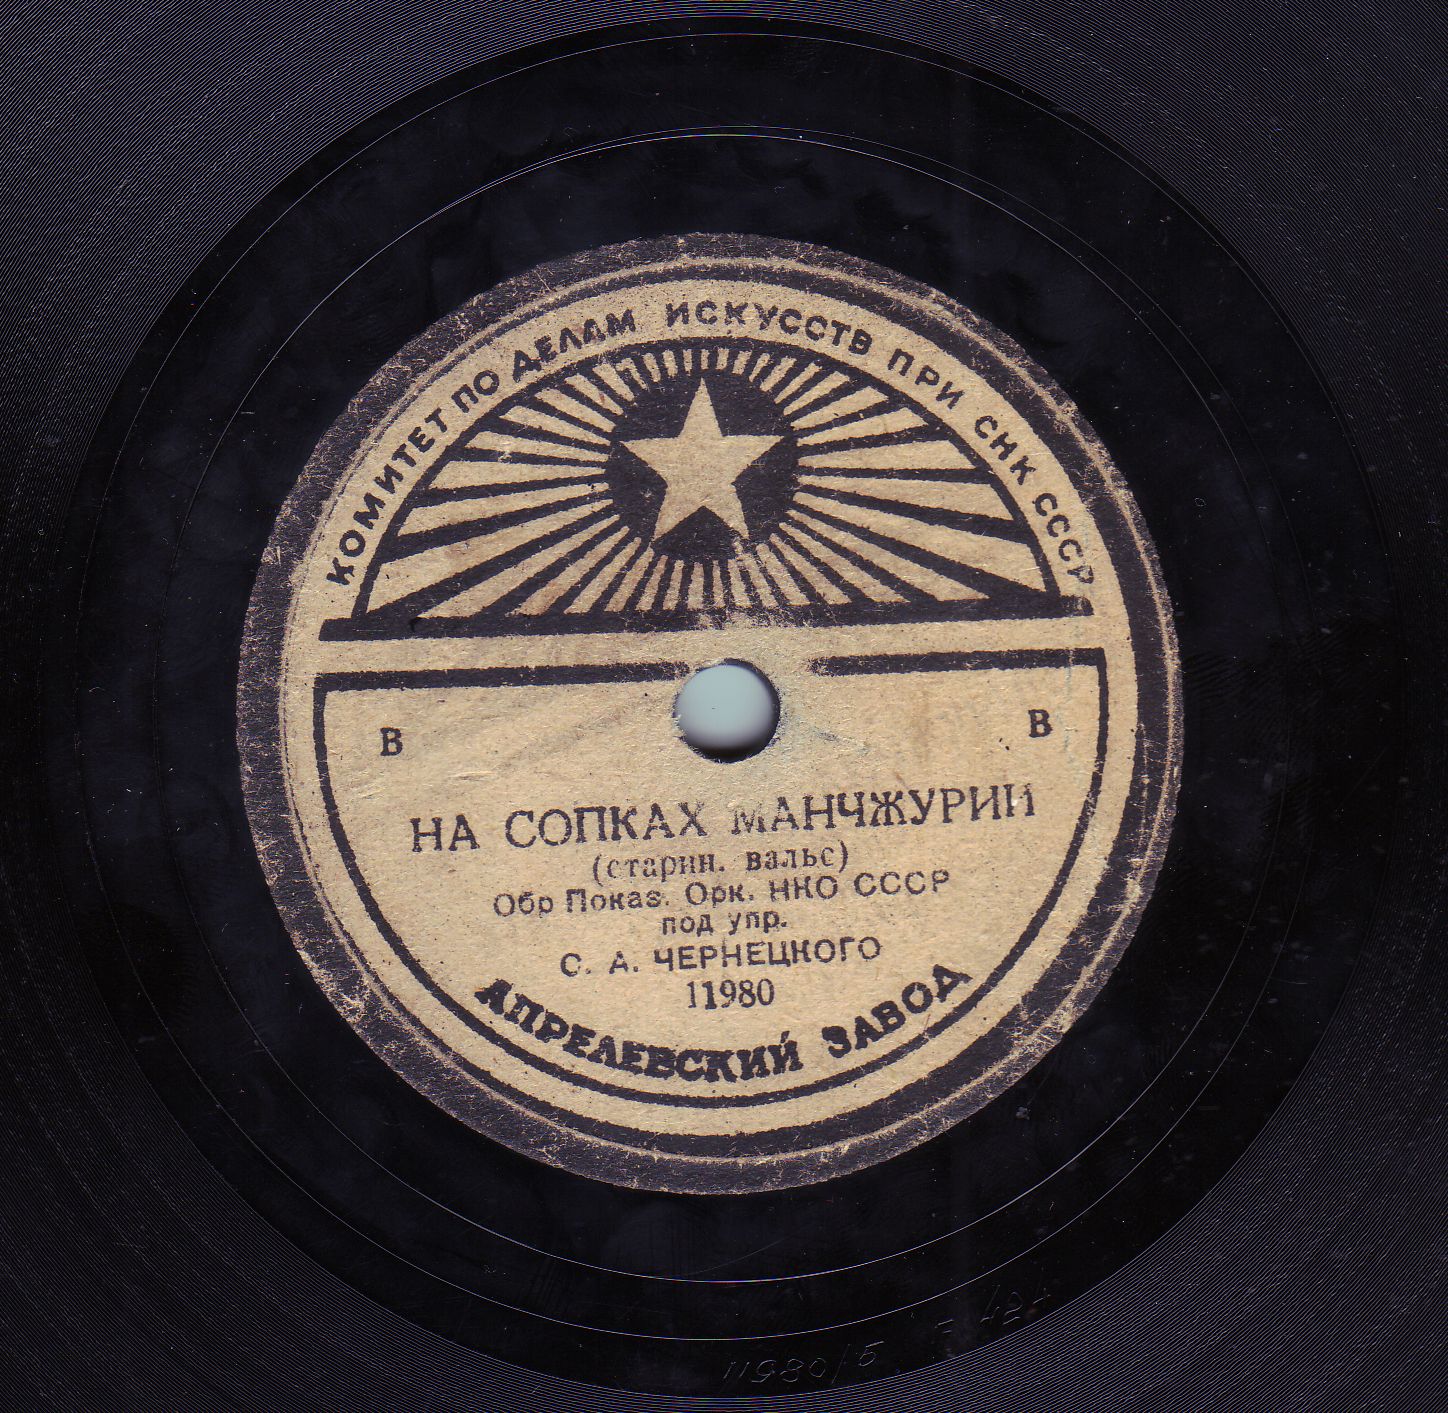 КОМИТЕТ ПО ДЕЛАМ ИСКУССТВ ПРИ СНК СССР
В В
НА СОПКАХ МАНЧЖУРИИ
(старин. вальс)
Обр Показ. Орк. НКО СССР
под упр.
С. А. ЧЕРНЕЦКОГО
11980
АПРЕЛЕВСКИЙ ЗАВОД
11980/5